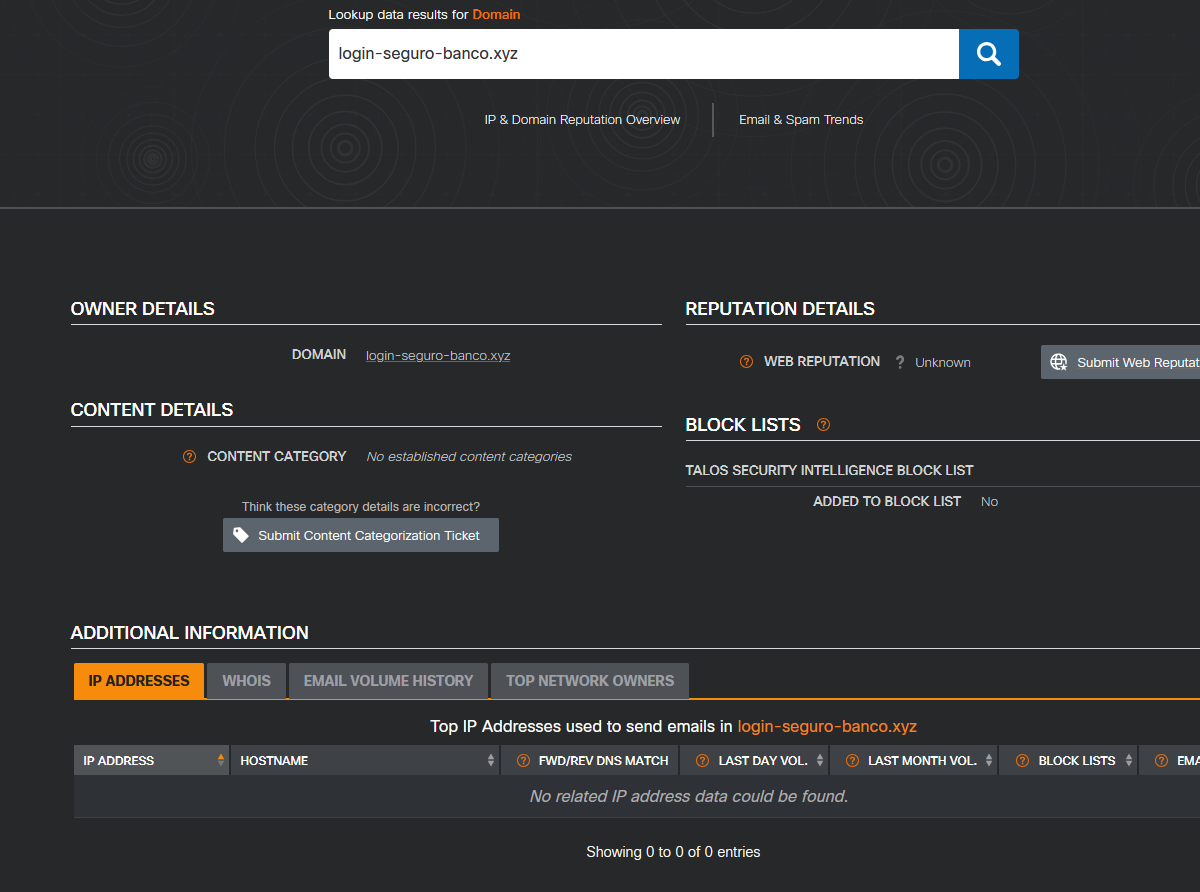 Lookup data results for Domain
login-seguro-banco.xyz
IP & Domain Reputation Overview
Email & Spam Trends
OWNER DETAILS
DOMAIN login-seguro-banco.xyz
CONTENT DETAILS
CONTENT CATEGORY No established content categories
Think these category details are incorrect?
Submit Content Categorization Ticket
REPUTATION DETAILS
WEB REPUTATION ? Unknown
Submit Web Reputat
BLOCK LISTS
TALOS SECURITY INTELLIGENCE BLOCK LIST
ADDED TO BLOCK LIST No
ADDITIONAL INFORMATION
IP ADDRESSES WHOIS EMAIL VOLUME HISTORY TOP NETWORK OWNERS
Top IP Addresses used to send emails in login-seguro-banco.xyz
IP ADDRESS HOSTNAME FWD/REV DNS MATCH LAST DAY VOL. LAST MONTH VOL. BLOCK LISTS EMA
No related IP address data could be found.
Showing 0 to 0 of 0 entries